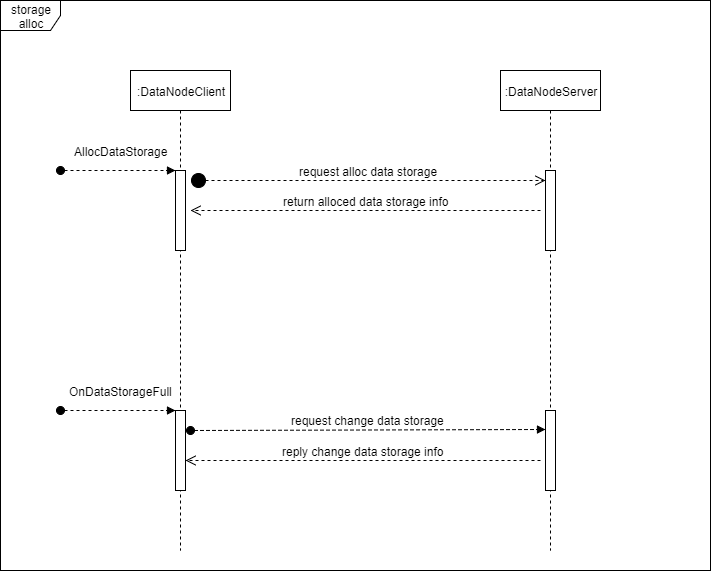 storage
alloc
:DataNodeClient
:DataNodeServer
AllocDataStorage
request alloc data storage
return alloced data storage info
OnDataStorageFull
request change data storage
reply change data storage info